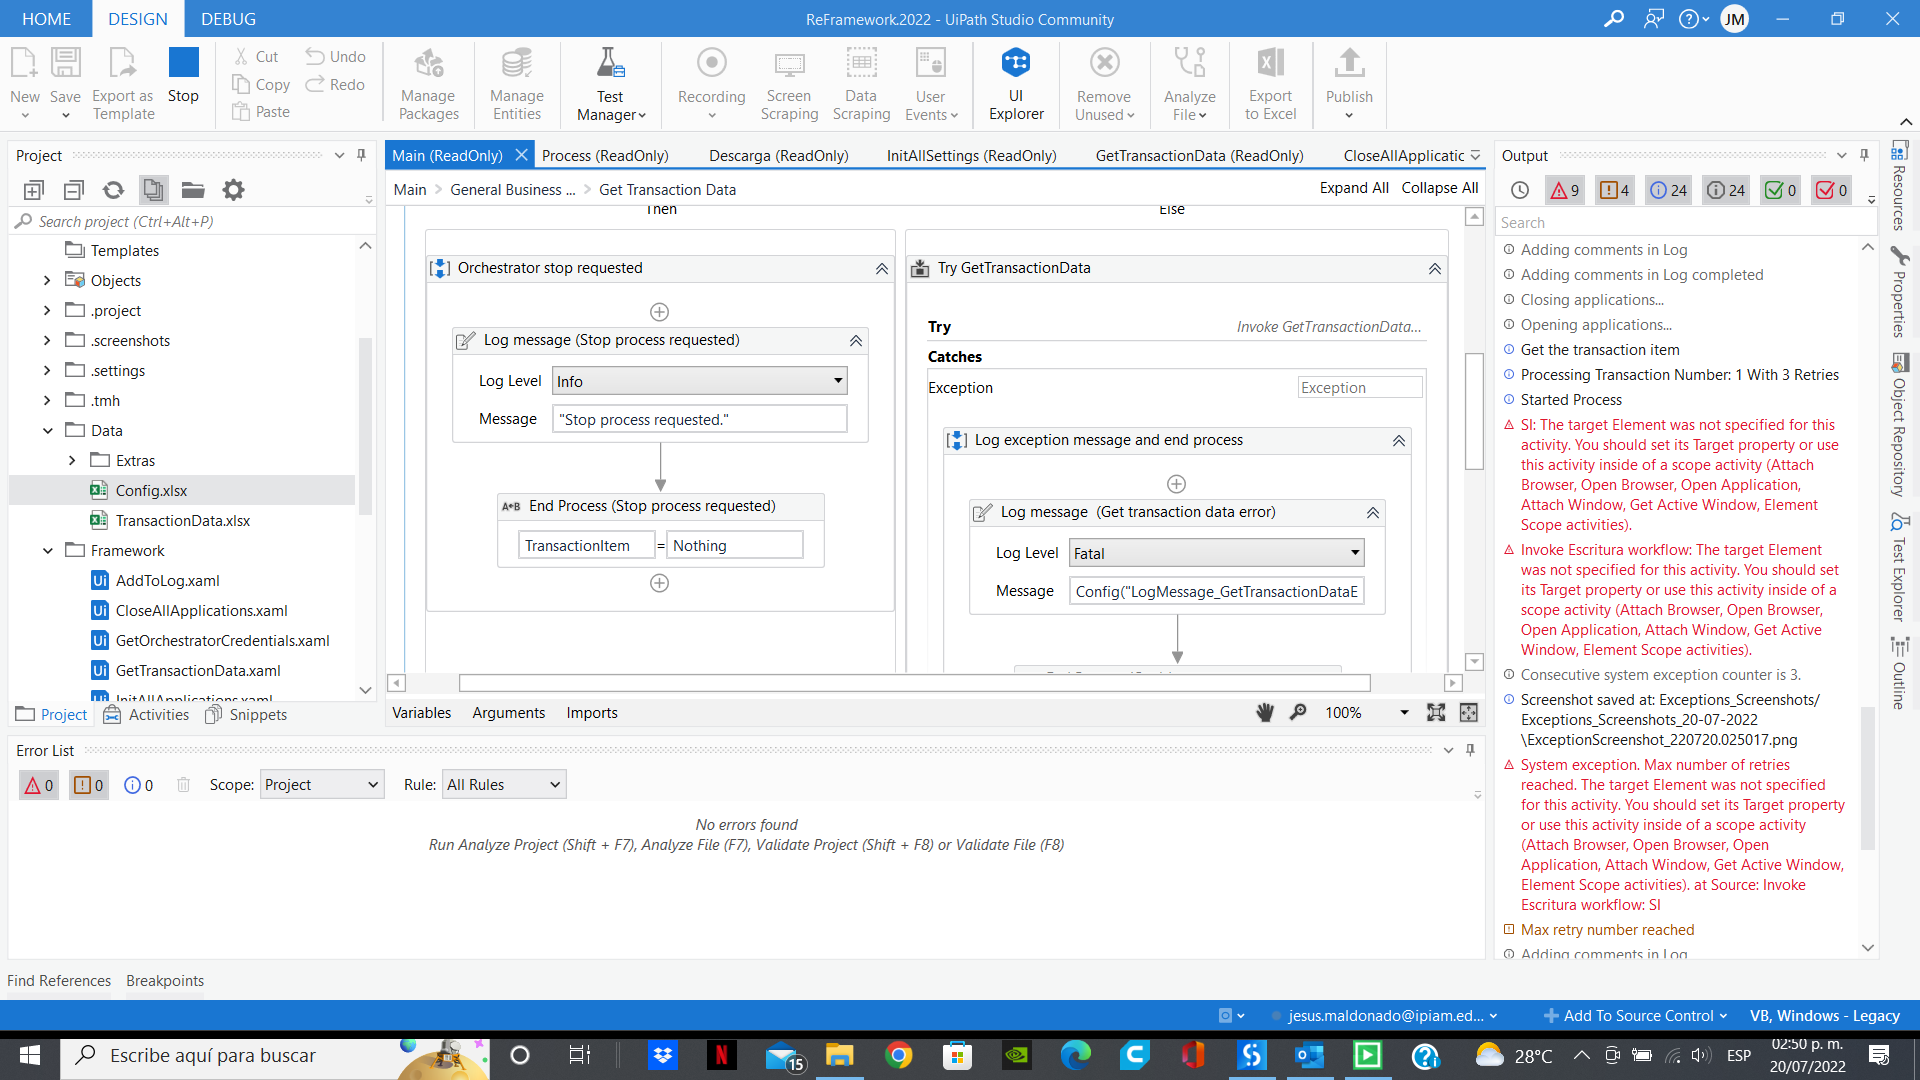 HOME
DESIGN
DEBUG
ReFramework.2022 - UiPath Studio Community
JM
New
Save
Export as
Template
Stop
Cut
Copy
Paste
Undo
Redo
Manage
Packages
Manage
Entities
Test
Manager
Recording
Screen
Scraping
Data
Scraping
User
Events
UI
Explorer
Remove
Unused
Analyze
File
Export
to Excel
Publish
Project
Search project (Ctrl+Alt+P)
Templates
Objects
.project
.screenshots
.settings
.tmh
Data
Extras
Config.xlsx
TransactionData.xlsx
Framework
AddToLog.xaml
CloseAllApplications.xaml
GetOrchestratorCredentials.xaml
GetTransactionData.xaml
InitAllApplications.xaml
Project
Activities
Snippets
Main (ReadOnly)
Process (ReadOnly)
Descarga (ReadOnly)
InitAllSettings (ReadOnly)
GetTransactionData (ReadOnly)
CloseAllApplicatic
Main > General Business ... > Get Transaction Data
Expand All
Collapse All
Then
Else
Orchestrator stop requested
Log message (Stop process requested)
Log Level
Info
Message
"Stop process requested."
End Process (Stop process requested)
TransactionItem
=
Nothing
Try GetTransactionData
Try
Invoke GetTransactionData...
Catches
Exception
Exception
Log exception message and end process
Log message (Get transaction data error)
Log Level
Fatal
Message
Config("LogMessage_GetTransactionDataE
Variables
Arguments
Imports
100%
Error List
0
0
0
Scope:
Project
Rule:
All Rules
No errors found
Run Analyze Project (Shift + F7), Analyze File (F7), Validate Project (Shift + F8) or Validate File (F8)
Find References
Breakpoints
Output
9
4
24
24
0
0
Search
Adding comments in Log
Adding comments in Log completed
Closing applications...
Opening applications...
Get the transaction item
Processing Transaction Number: 1 With 3 Retries
Started Process
SI: The target Element was not specified for this
activity. You should set its Target property or use
this activity inside of a scope activity (Attach
Browser, Open Browser, Open Application,
Attach Window, Get Active Window, Element
Scope activities).
Invoke Escritura workflow: The target Element
was not specified for this activity. You should set
its Target property or use this activity inside of a
scope activity (Attach Browser, Open Browser,
Open Application, Attach Window, Get Active
Window, Element Scope activities).
Consecutive system exception counter is 3.
Screenshot saved at: Exceptions_Screenshots/
Exceptions_Screenshots_20-07-2022
\ExceptionScreenshot_220720.025017.png
System exception. Max number of retries
reached. The target Element was not specified
for this activity. You should set its Target property
or use this activity inside of a scope activity
(Attach Browser, Open Browser, Open
Application, Attach Window, Get Active Window,
Element Scope activities). at Source: Invoke
Escritura workflow: SI
Max retry number reached
Adding comments in Log
Resources
Properties
Object Repository
Test Explorer
Outline
jesus.maldonado@ipiam.ed...
Add To Source Control
VB, Windows - Legacy
Escribe aquí para buscar
15
28°C
ESP
02:50 p. m.
20/07/2022